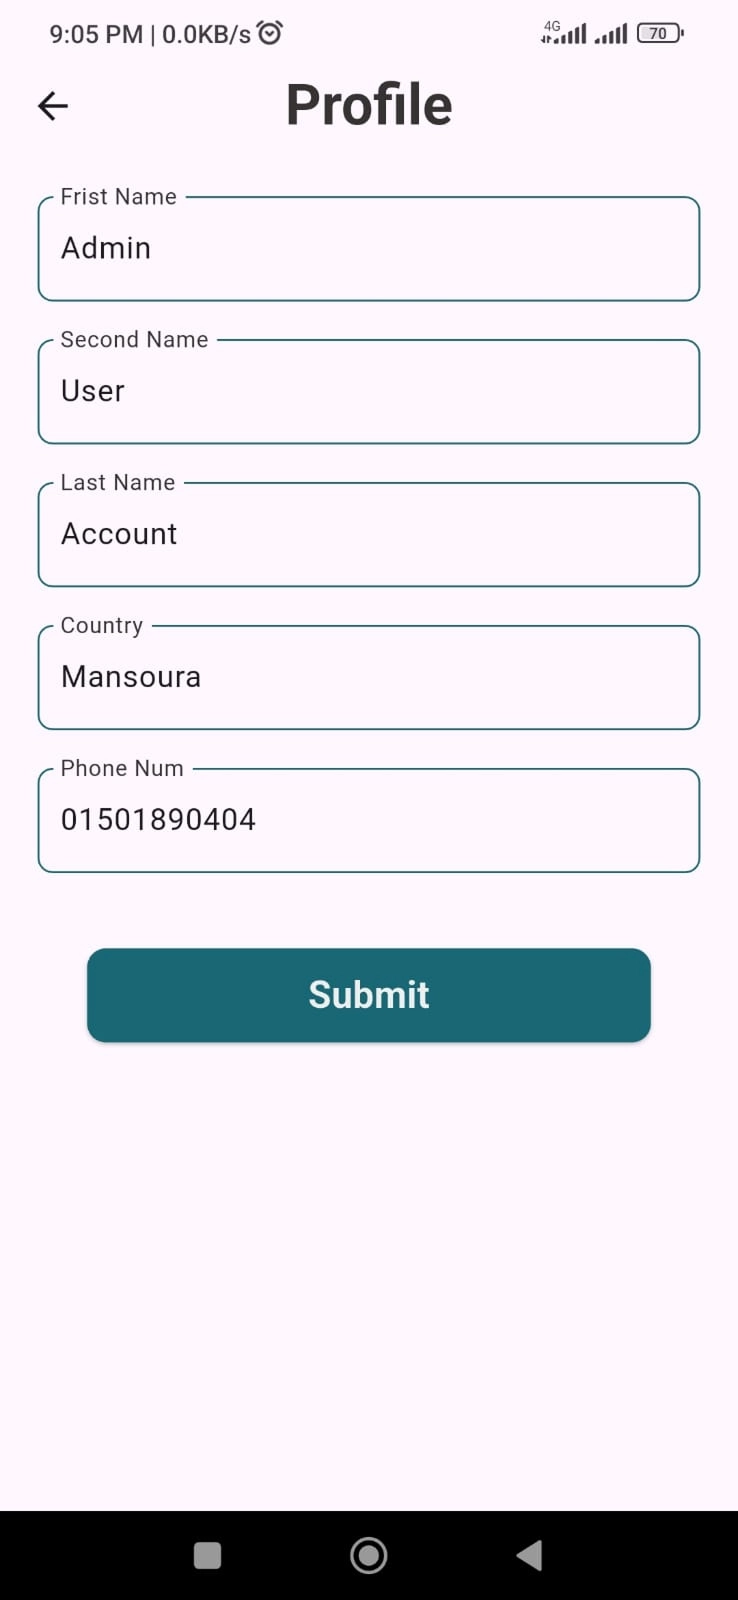 9:05 PM | 0.0KB/s 4G 70
Profile
Frist Name
Admin
Second Name
User
Last Name
Account
Country
Mansoura
Phone Num
01501890404
Submit